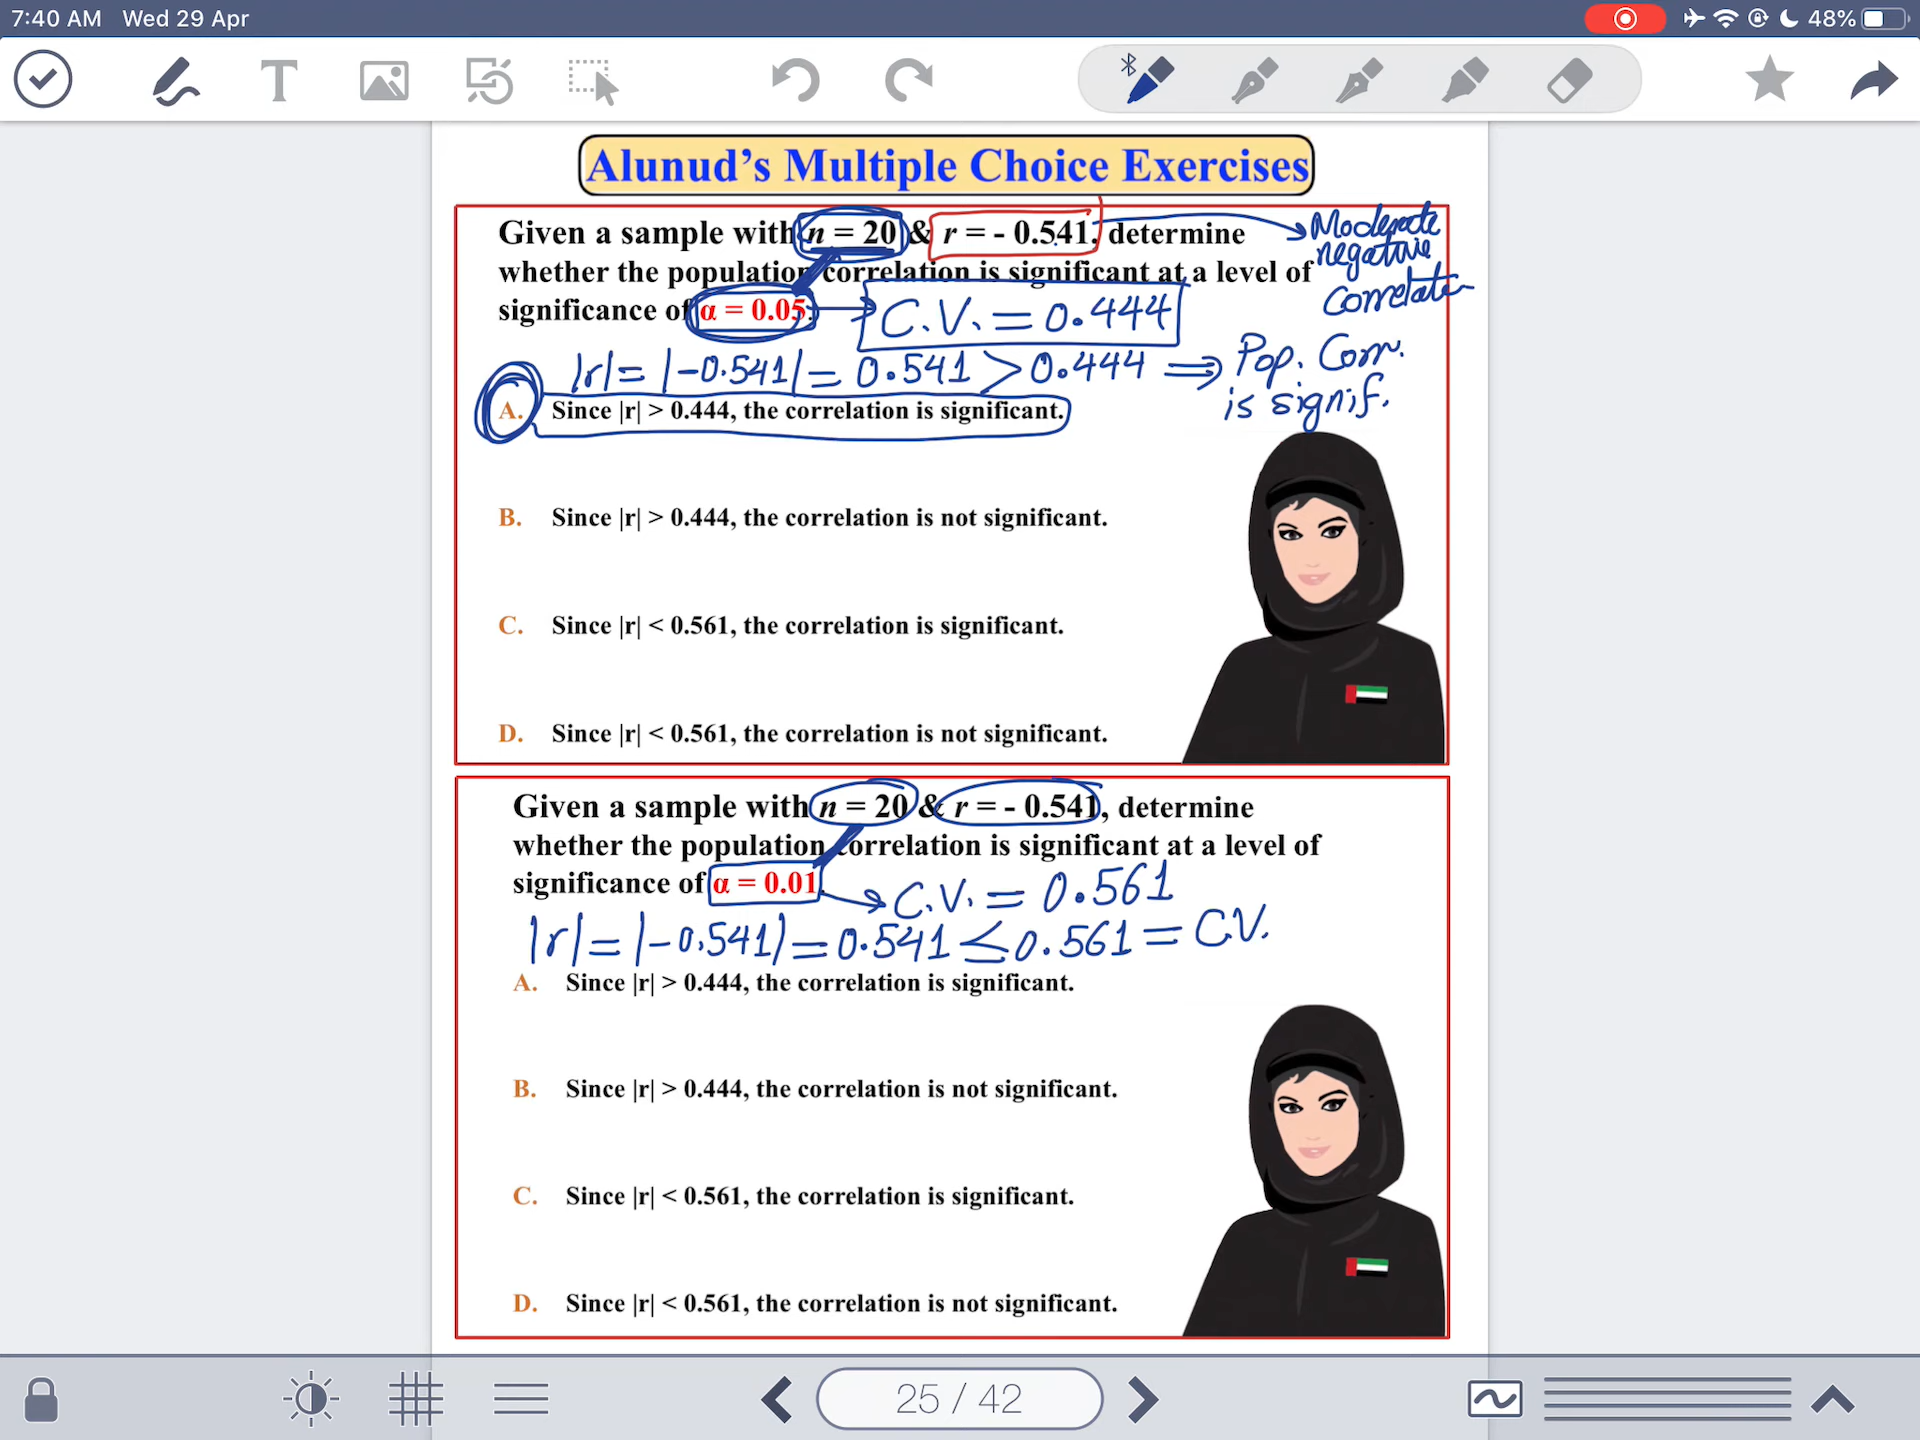 7:40 AM Wed 29 Apr
48%
T
Alunud's Multiple Choice Exercises
Given a sample with n = 20 & r = - 0.541, determine
Moderate
negative
Correlation
whether the population correlation is significant at a level of
significance of α = 0.05.
C.V. = 0.444
|r| = |-0.541| = 0.541 > 0.444 ⇒ Pop. Corr.
is signif.
A. Since |r| > 0.444, the correlation is significant.
B. Since |r| > 0.444, the correlation is not significant.
C. Since |r| < 0.561, the correlation is significant.
D. Since |r| < 0.561, the correlation is not significant.
Given a sample with n = 20 & r = - 0.541, determine
whether the population correlation is significant at a level of
significance of α = 0.01.
C.V. = 0.561
|r| = |-0.541| = 0.541 ≤ 0.561 = C.V.
A. Since |r| > 0.444, the correlation is significant.
B. Since |r| > 0.444, the correlation is not significant.
C. Since |r| < 0.561, the correlation is significant.
D. Since |r| < 0.561, the correlation is not significant.
25 / 42